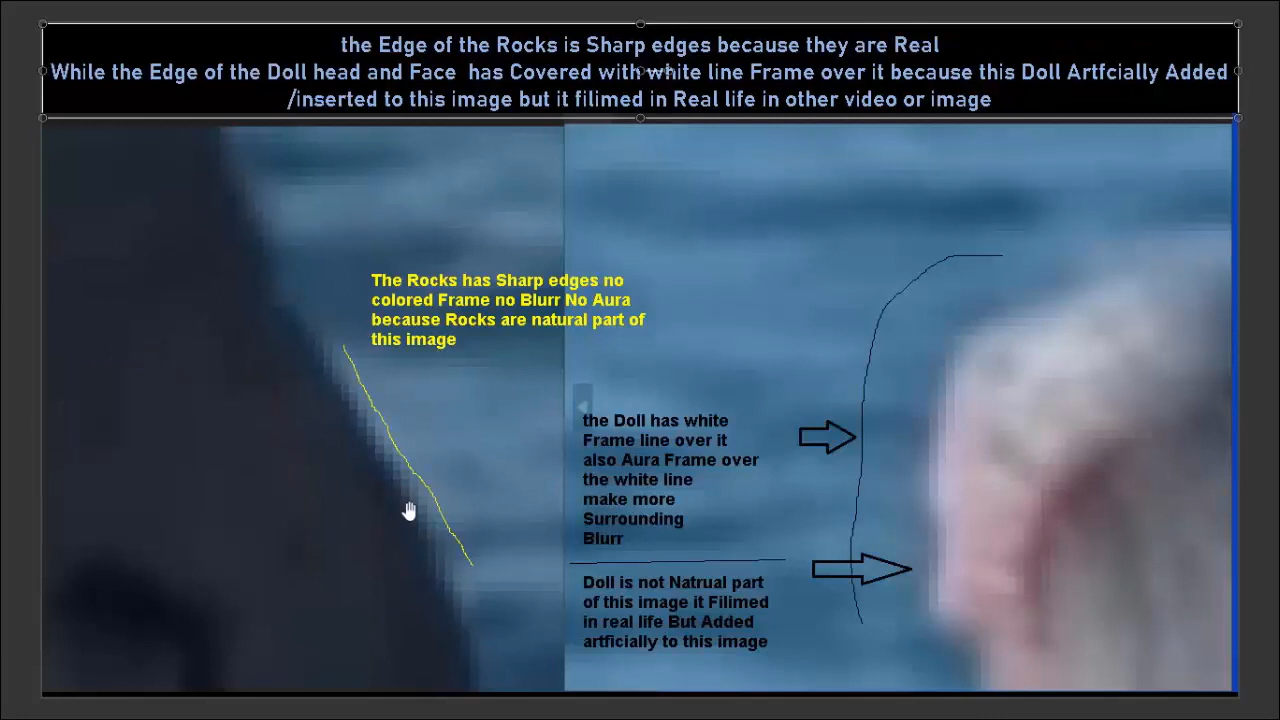 the Edge of the Rocks is Sharp edges because they are Real
While the Edge of the Doll head and Face has Covered with white line Frame over it because this Doll Artfcially Added
/inserted to this image but it filimed in Real life in other video or image
The Rocks has Sharp edges no
colored Frame no Blurr No Aura
because Rocks are natural part of
this image
the Doll has white
Frame line over it
also Aura Frame over
the white line
make more
Surrounding
Blurr
Doll is not Natrual part
of this image it Filimed
in real life But Added
artficially to this image